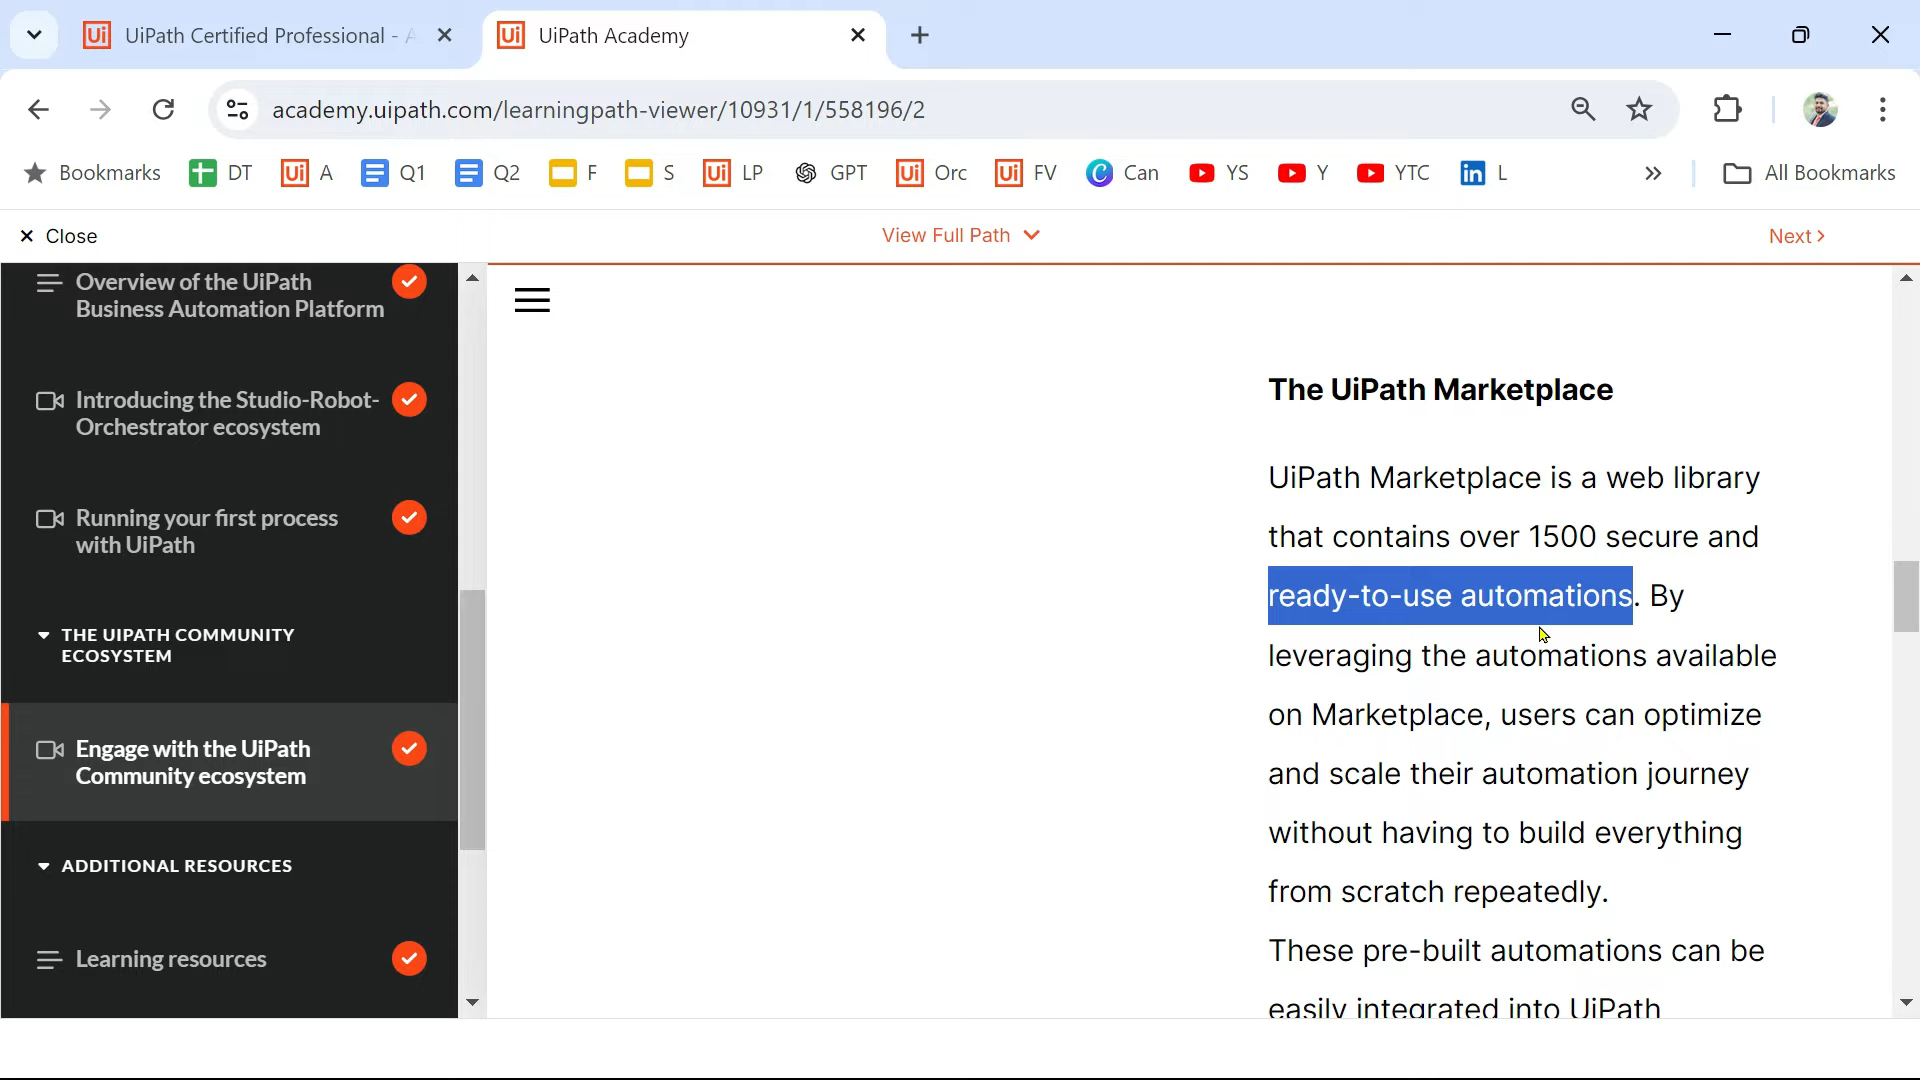 UiPath Certified Professional - A
UiPath Academy
academy.uipath.com/learningpath-viewer/10931/1/558196/2
Bookmarks
DT
A
Q1
Q2
F
S
LP
GPT
Orc
FV
Can
YS
Y
YTC
L
All Bookmarks
Close
View Full Path
Next
Overview of the UiPath
Business Automation Platform
Introducing the Studio-Robot-
Orchestrator ecosystem
Running your first process
with UiPath
THE UIPATH COMMUNITY
ECOSYSTEM
Engage with the UiPath
Community ecosystem
ADDITIONAL RESOURCES
Learning resources
The UiPath Marketplace
UiPath Marketplace is a web library
that contains over 1500 secure and
ready-to-use automations. By
leveraging the automations available
on Marketplace, users can optimize
and scale their automation journey
without having to build everything
from scratch repeatedly.
These pre-built automations can be
easily integrated into UiPath